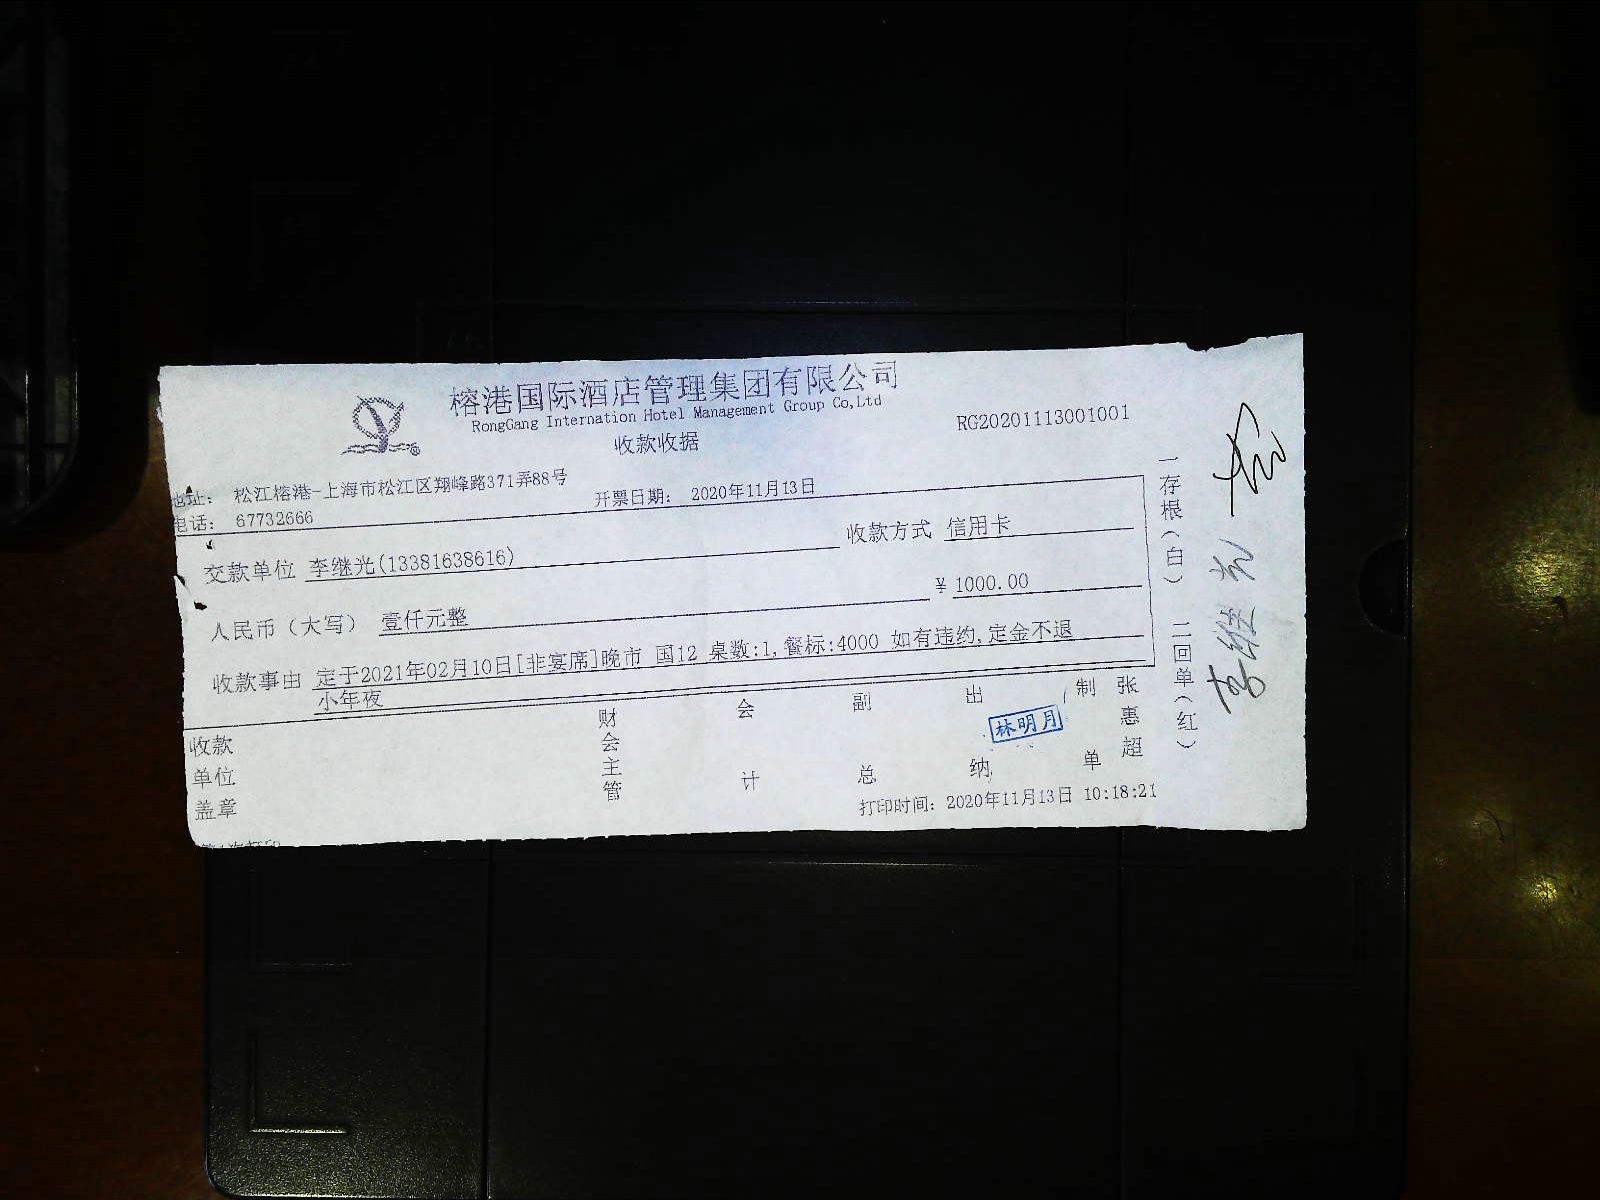 榕港国际酒店管理集团有限公司
RongGang Internation Hotel Management Group Co,Ltd
收款收据
RG20201113001001
地址： 松江榕港-上海市松江区翔峰路371弄88号
电话： 67732666
开票日期： 2020年11月13日
交款单位 李继光(13381638616)
收款方式 信用卡
人民币（大写） 壹仟元整
¥ 1000.00
收款事由 定于2021年02月10日[非宴席]晚市 国12 桌数:1,餐标:4000 如有违约,定金不退
小年夜
收款单位盖章
财会主管
会计
副总
出纳
林明月
制单
张惠超
打印时间： 2020年11月13日 10:18:21
一存根（白） 二回单（红）